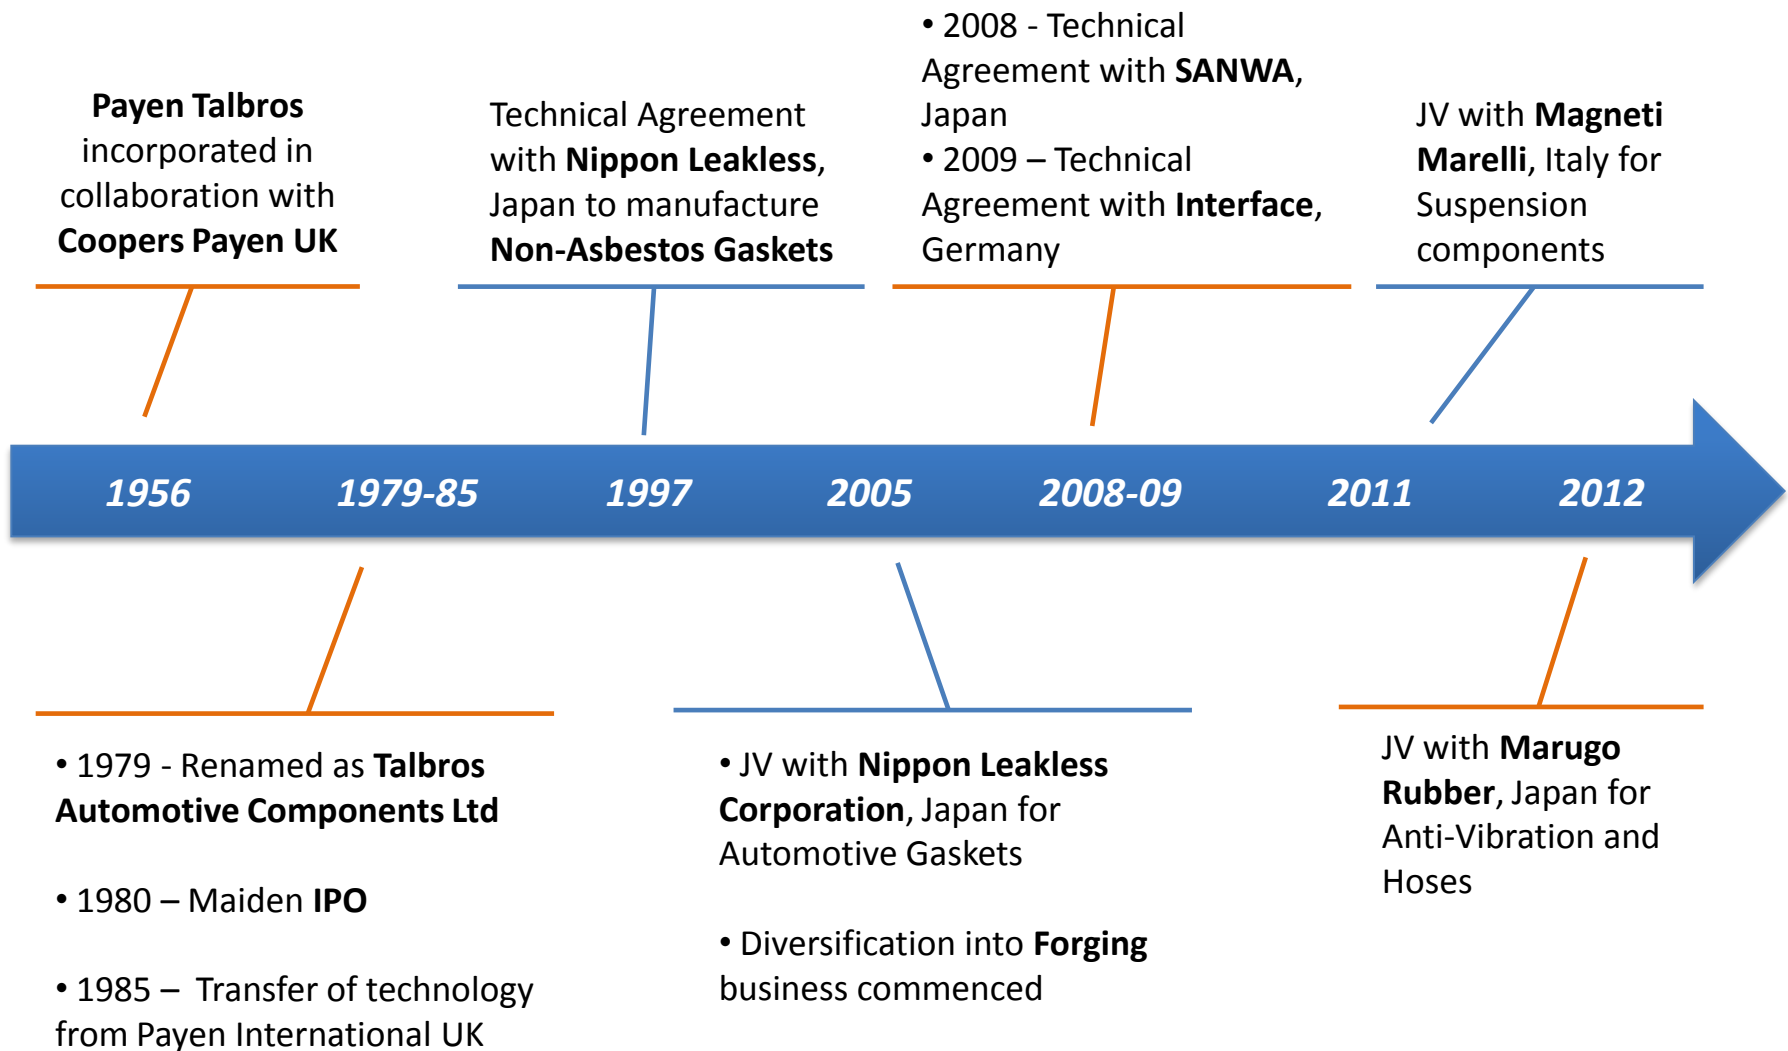 Payen Talbros
incorporated in
collaboration with
Coopers Payen UK
Technical Agreement
with Nippon Leakless,
Japan to manufacture
Non-Asbestos Gaskets
• 2008 - Technical
Agreement with SANWA,
Japan
• 2009 – Technical
Agreement with Interface,
Germany
JV with Magneti
Marelli, Italy for
Suspension
components
1956 1979-85 1997 2005 2008-09 2011 2012
• 1979 - Renamed as Talbros
Automotive Components Ltd
• 1980 – Maiden IPO
• 1985 – Transfer of technology
from Payen International UK
• JV with Nippon Leakless
Corporation, Japan for
Automotive Gaskets
• Diversification into Forging
business commenced
JV with Marugo
Rubber, Japan for
Anti-Vibration and
Hoses